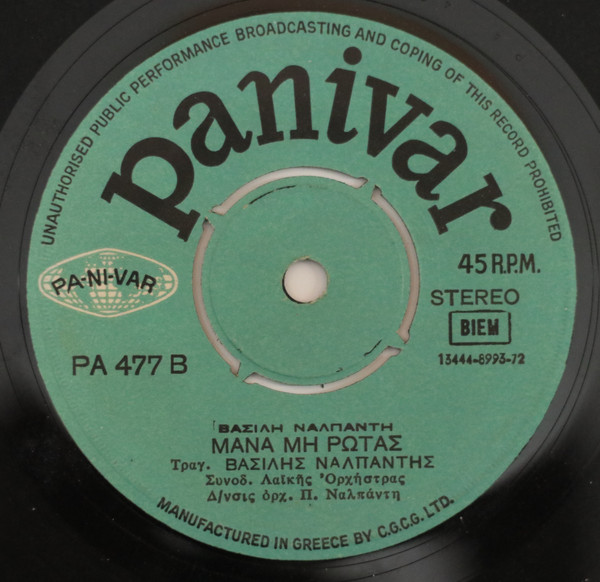 UNAUTHORISED PUBLIC PERFORMANCE BROADCASTING AND COPING OF THIS RECORD PROHIBITED
panivar
PA-NI-VAR
45 R.P.M.
STEREO
BIEM
13444-8993-72
PA 477 B
ΒΑΣΙΛΗ ΝΑΛΠΑΝΤΗ
ΜΑΝΑ ΜΗ ΡΩΤΑΣ
Τραγ. ΒΑΣΙΛΗΣ ΝΑΛΠΑΝΤΗΣ
Συνοδ. Λαϊκῆς Ὀρχήστρας
Δ/νσις ὀρχ. Π. Ναλπάντη
MANUFACTURED IN GREECE BY C.G.C.G. LTD.